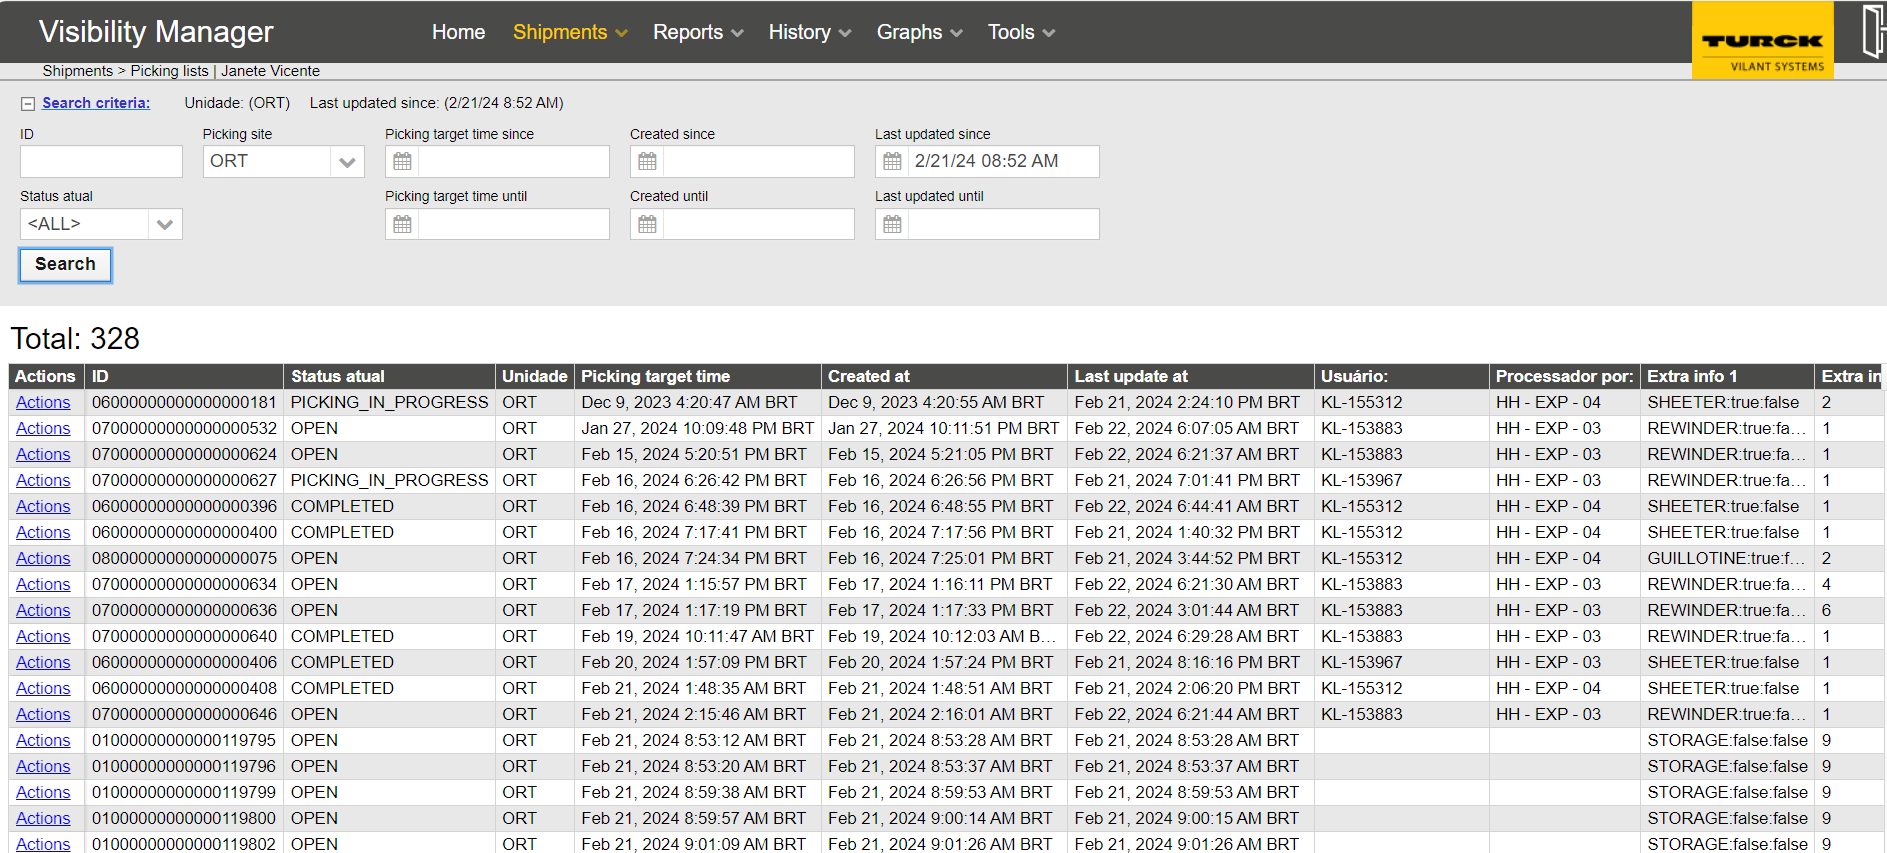 Visibility Manager
Home Shipments Reports History Graphs Tools
TURCK
VILANT SYSTEMS
Shipments > Picking lists | Janete Vicente
Search criteria: Unidade: (ORT) Last updated since: (2/21/24 8:52 AM)
ID Picking site Picking target time since Created since Last updated since
ORT 2/21/24 08:52 AM
Status atual Picking target time until Created until Last updated until
<ALL>
Search
Total: 328
Actions ID Status atual Unidade Picking target time Created at Last update at Usuário: Processador por: Extra info 1 Extra in
Actions 06000000000000000181 PICKING_IN_PROGRESS ORT Dec 9, 2023 4:20:47 AM BRT Dec 9, 2023 4:20:55 AM BRT Feb 21, 2024 2:24:10 PM BRT KL-155312 HH - EXP - 04 SHEETER:true:false 2
Actions 07000000000000000532 OPEN ORT Jan 27, 2024 10:09:48 PM BRT Jan 27, 2024 10:11:51 PM BRT Feb 22, 2024 6:07:05 AM BRT KL-153883 HH - EXP - 03 REWINDER:true:fa... 1
Actions 07000000000000000624 OPEN ORT Feb 15, 2024 5:20:51 PM BRT Feb 15, 2024 5:21:05 PM BRT Feb 22, 2024 6:21:37 AM BRT KL-153883 HH - EXP - 03 REWINDER:true:fa... 1
Actions 07000000000000000627 PICKING_IN_PROGRESS ORT Feb 16, 2024 6:26:42 PM BRT Feb 16, 2024 6:26:56 PM BRT Feb 21, 2024 7:01:41 PM BRT KL-153967 HH - EXP - 03 REWINDER:true:fa... 1
Actions 06000000000000000396 COMPLETED ORT Feb 16, 2024 6:48:39 PM BRT Feb 16, 2024 6:48:55 PM BRT Feb 22, 2024 6:44:41 AM BRT KL-155312 HH - EXP - 04 SHEETER:true:false 1
Actions 06000000000000000400 COMPLETED ORT Feb 16, 2024 7:17:41 PM BRT Feb 16, 2024 7:17:56 PM BRT Feb 21, 2024 1:40:32 PM BRT KL-155312 HH - EXP - 04 SHEETER:true:false 1
Actions 08000000000000000075 OPEN ORT Feb 16, 2024 7:24:34 PM BRT Feb 16, 2024 7:25:01 PM BRT Feb 21, 2024 3:44:52 PM BRT KL-155312 HH - EXP - 04 GUILLOTINE:true:f... 2
Actions 07000000000000000634 OPEN ORT Feb 17, 2024 1:15:57 PM BRT Feb 17, 2024 1:16:11 PM BRT Feb 22, 2024 6:21:30 AM BRT KL-153883 HH - EXP - 03 REWINDER:true:fa... 4
Actions 07000000000000000636 OPEN ORT Feb 17, 2024 1:17:19 PM BRT Feb 17, 2024 1:17:33 PM BRT Feb 22, 2024 3:01:44 AM BRT KL-153883 HH - EXP - 03 REWINDER:true:fa... 6
Actions 07000000000000000640 COMPLETED ORT Feb 19, 2024 10:11:47 AM BRT Feb 19, 2024 10:12:03 AM B... Feb 22, 2024 6:29:28 AM BRT KL-153883 HH - EXP - 03 REWINDER:true:fa... 1
Actions 06000000000000000406 COMPLETED ORT Feb 20, 2024 1:57:09 PM BRT Feb 20, 2024 1:57:24 PM BRT Feb 21, 2024 8:16:16 PM BRT KL-153967 HH - EXP - 03 SHEETER:true:false 1
Actions 06000000000000000408 COMPLETED ORT Feb 21, 2024 1:48:35 AM BRT Feb 21, 2024 1:48:51 AM BRT Feb 21, 2024 2:06:20 PM BRT KL-155312 HH - EXP - 04 SHEETER:true:false 1
Actions 07000000000000000646 OPEN ORT Feb 21, 2024 2:15:46 AM BRT Feb 21, 2024 2:16:01 AM BRT Feb 22, 2024 6:21:44 AM BRT KL-153883 HH - EXP - 03 REWINDER:true:fa... 1
Actions 01000000000000119795 OPEN ORT Feb 21, 2024 8:53:12 AM BRT Feb 21, 2024 8:53:28 AM BRT Feb 21, 2024 8:53:28 AM BRT STORAGE:false:false 9
Actions 01000000000000119796 OPEN ORT Feb 21, 2024 8:53:20 AM BRT Feb 21, 2024 8:53:37 AM BRT Feb 21, 2024 8:53:37 AM BRT STORAGE:false:false 9
Actions 01000000000000119799 OPEN ORT Feb 21, 2024 8:59:38 AM BRT Feb 21, 2024 8:59:53 AM BRT Feb 21, 2024 8:59:53 AM BRT STORAGE:false:false 9
Actions 01000000000000119800 OPEN ORT Feb 21, 2024 8:59:57 AM BRT Feb 21, 2024 9:00:14 AM BRT Feb 21, 2024 9:00:15 AM BRT STORAGE:false:false 9
Actions 01000000000000119802 OPEN ORT Feb 21, 2024 9:01:09 AM BRT Feb 21, 2024 9:01:26 AM BRT Feb 21, 2024 9:01:26 AM BRT STORAGE:false:false 9